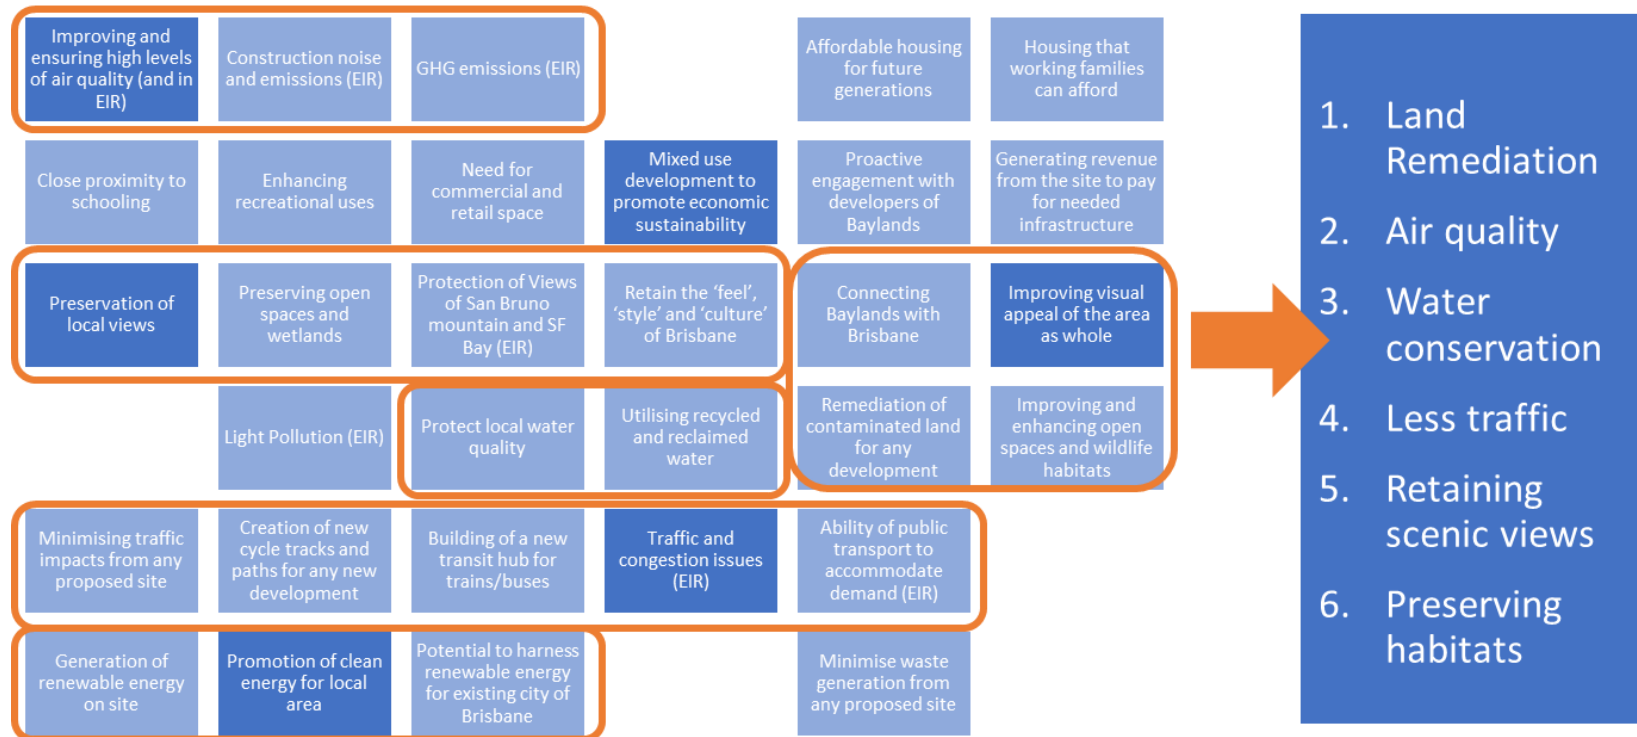 Improving and
ensuring high levels
of air quality (and in
EIR)
Construction noise
and emissions (EIR)
GHG emissions (EIR)
Affordable housing
for future
generations
Housing that
working families
can afford
Close proximity to
schooling
Enhancing
recreational uses
Need for
commercial and
retail space
Mixed use
development to
promote economic
sustainability
Proactive
engagement with
developers of
Baylands
Generating revenue
from the site to pay
for needed
infrastructure
Preservation of
local views
Preserving open
spaces and
wetlands
Protection of Views
of San Bruno
mountain and SF
Bay (EIR)
Retain the ‘feel’,
‘style’ and ‘culture’
of Brisbane
Connecting
Baylands with
Brisbane
Improving visual
appeal of the area
as whole
Light Pollution (EIR)
Protect local water
quality
Utilising recycled
and reclaimed
water
Remediation of
contaminated land
for any
development
Improving and
enhancing open
spaces and wildlife
habitats
Minimising traffic
impacts from any
proposed site
Creation of new
cycle tracks and
paths for any new
development
Building of a new
transit hub for
trains/buses
Traffic and
congestion issues
(EIR)
Ability of public
transport to
accommodate
demand (EIR)
Generation of
renewable energy
on site
Promotion of clean
energy for local
area
Potential to harness
renewable energy
for existing city of
Brisbane
Minimise waste
generation from
any proposed site
1. Land
Remediation
2. Air quality
3. Water
conservation
4. Less traffic
5. Retaining
scenic views
6. Preserving
habitats